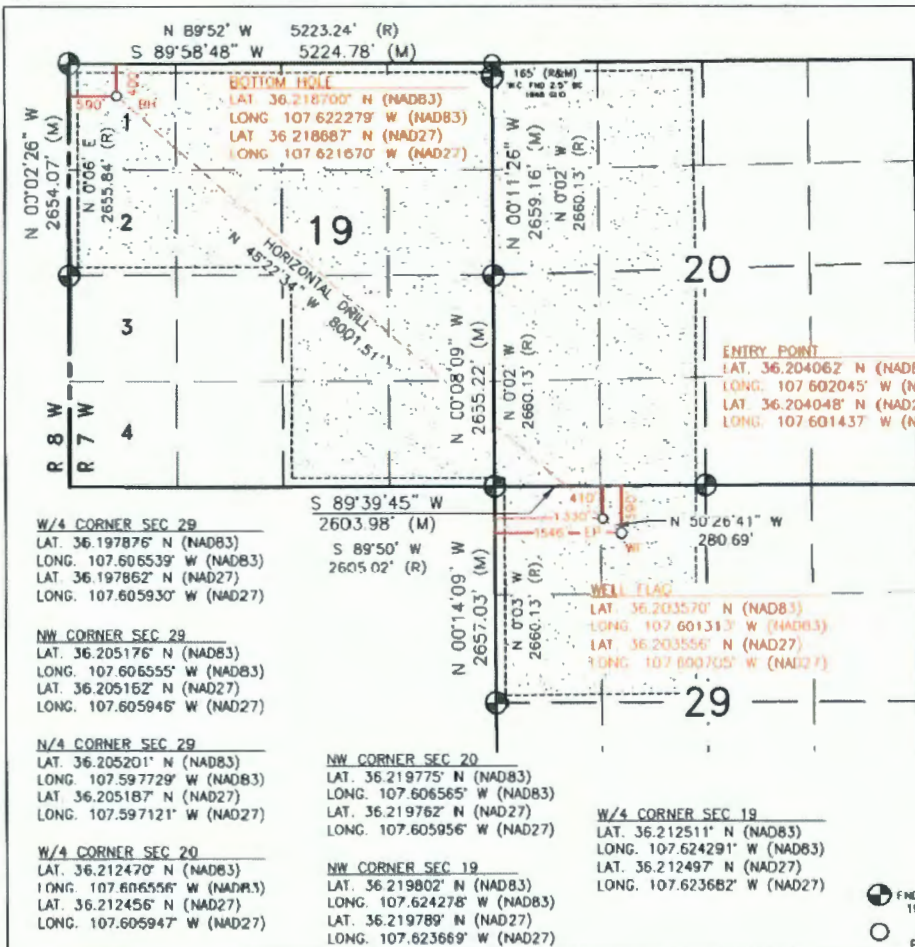 N 89°52' W 5223.24' (R)
S 89°58'48" W 5224.78' (M)
165' (R&M)
W.C. FND 2.5" BC
1948 GLO
BOTTOM HOLE
LAT. 36.218700° N (NAD83)
LONG 107.622279° W (NAD83)
LAT 36.218687° N (NAD27)
LONG 107.621670° W (NAD27)
400'
590'
BH
1
2
3
4
N 00°02'26" W
2654.07' (M)
N 0°06' E
2655.84' (R)
19
HORIZONTAL DRILL
N 45°22'34" W 8001.51'
N 00°11'26" W
2659.16' (M)
N 0°02' W
2660.13' (R)
20
N 00°08'09" W
2655.22' (M)
N 0°02' W
2660.13' (R)
R 8 W
R 7 W
ENTRY POINT
LAT. 36.204062° N (NAD8
LONG. 107.602045° W (N
LAT. 36.204048° N (NAD2
LONG. 107.601437° W (N
S 89°39'45" W
2603.98' (M)
S 89°50' W
2605.02' (R)
410'
1330'
1546'
EP
590'
WF
N 50°26'41" W
280.69'
N 00°14'09" W
2657.03' (M)
N 0°03' W
2660.13' (R)
WELL FLAG
LAT. 36.203570° N (NAD83)
LONG. 107.601313° W (NAD83)
LAT. 36.203556° N (NAD27)
LONG. 107.600705° W (NAD27)
29
W/4 CORNER SEC 29
LAT. 36.197876° N (NAD83)
LONG. 107.606539° W (NAD83)
LAT. 36.197862° N (NAD27)
LONG. 107.605930° W (NAD27)
NW CORNER SEC 29
LAT. 36.205176° N (NAD83)
LONG. 107.606555° W (NAD83)
LAT. 36.205162° N (NAD27)
LONG. 107.605946° W (NAD27)
N/4 CORNER SEC 29
LAT. 36.205201° N (NAD83)
LONG. 107.597729° W (NAD83)
LAT. 36.205187° N (NAD27)
LONG. 107.597121° W (NAD27)
W/4 CORNER SEC 20
LAT. 36.212470° N (NAD83)
LONG. 107.606556° W (NAD83)
LAT. 36.212456° N (NAD27)
LONG. 107.605947° W (NAD27)
NW CORNER SEC 20
LAT. 36.219775° N (NAD83)
LONG. 107.606565° W (NAD83)
LAT. 36.219762° N (NAD27)
LONG. 107.605956° W (NAD27)
NW CORNER SEC 19
LAT. 36.219802° N (NAD83)
LONG. 107.624278° W (NAD83)
LAT. 36.219789° N (NAD27)
LONG. 107.623669° W (NAD27)
W/4 CORNER SEC 19
LAT. 36.212511° N (NAD83)
LONG. 107.624291° W (NAD83)
LAT. 36.212497° N (NAD27)
LONG. 107.623682° W (NAD27)